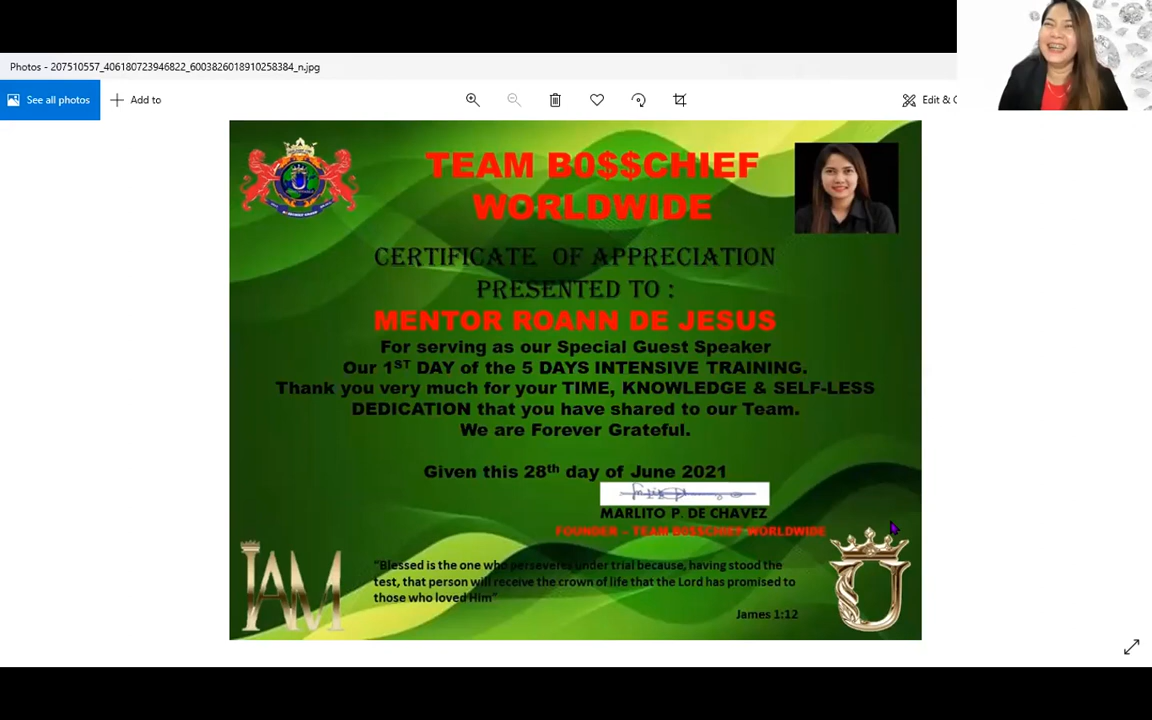 Photos - 207510557_406180723946822_6003826018910258384_n.jpg
See all photos
Add to
Edit & C
TEAM B0$$CHIEF
WORLDWIDE
CERTIFICATE OF APPRECIATION
PRESENTED TO :
MENTOR ROANN DE JESUS
For serving as our Special Guest Speaker
Our 1ST DAY of the 5 DAYS INTENSIVE TRAINING.
Thank you very much for your TIME, KNOWLEDGE & SELF-LESS
DEDICATION that you have shared to our Team.
We are Forever Grateful.
Given this 28th day of June 2021
MARLITO P. DE CHAVEZ
FOUNDER – TEAM B0$$CHIEF WORLDWIDE
"Blessed is the one who perseveres under trial because, having stood the
test, that person will receive the crown of life that the Lord has promised to
those who loved Him"
James 1:12
IAM
U